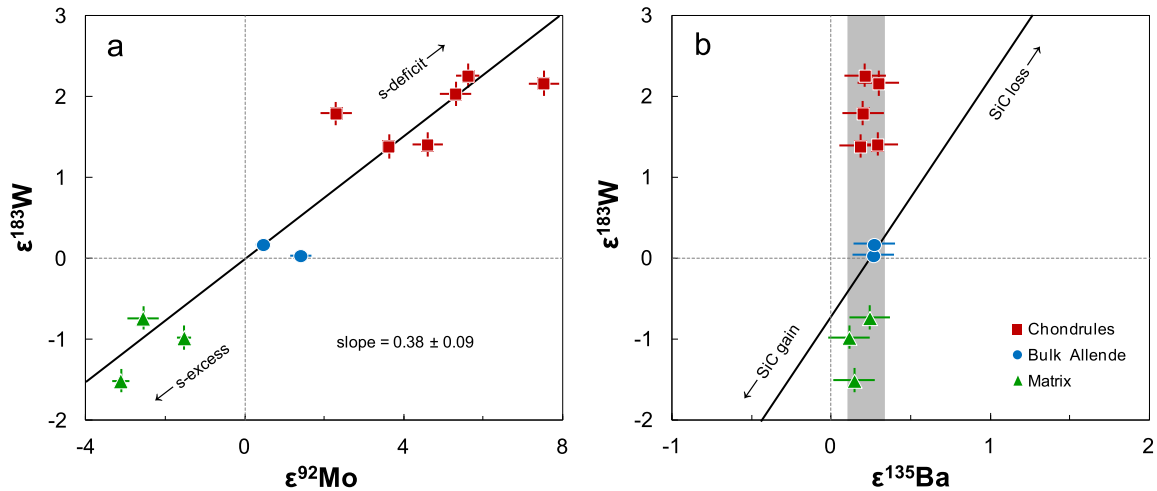 a
3
2
1
0
-1
-2
-4
0
4
8
ε183W
ε92Mo
s-deficit →
← s-excess
slope = 0.38 ± 0.09
b
3
2
1
0
-1
-2
-1
0
1
2
ε183W
ε135Ba
SiC loss →
← SiC gain
Chondrules
Bulk Allende
Matrix